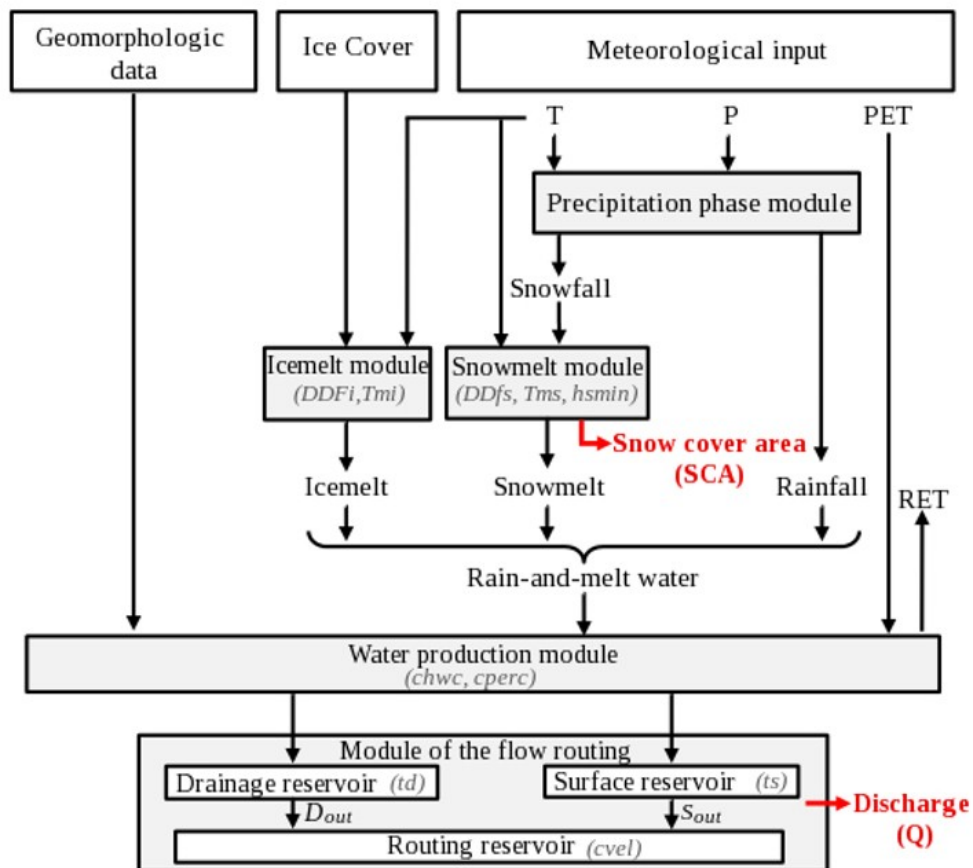 Geomorphologic
data
Ice Cover
Meteorological input
T
P
PET
Precipitation phase module
Snowfall
Icemelt module
(DDFi,Tmi)
Snowmelt module
(DDfs, Tms, hsmin)
Snow cover area
(SCA)
Icemelt
Snowmelt
Rainfall
RET
Rain-and-melt water
Water production module
(chwc, cperc)
Module of the flow routing
Drainage reservoir (td)
Surface reservoir (ts)
Dout
Sout
Discharge
(Q)
Routing reservoir (cvel)